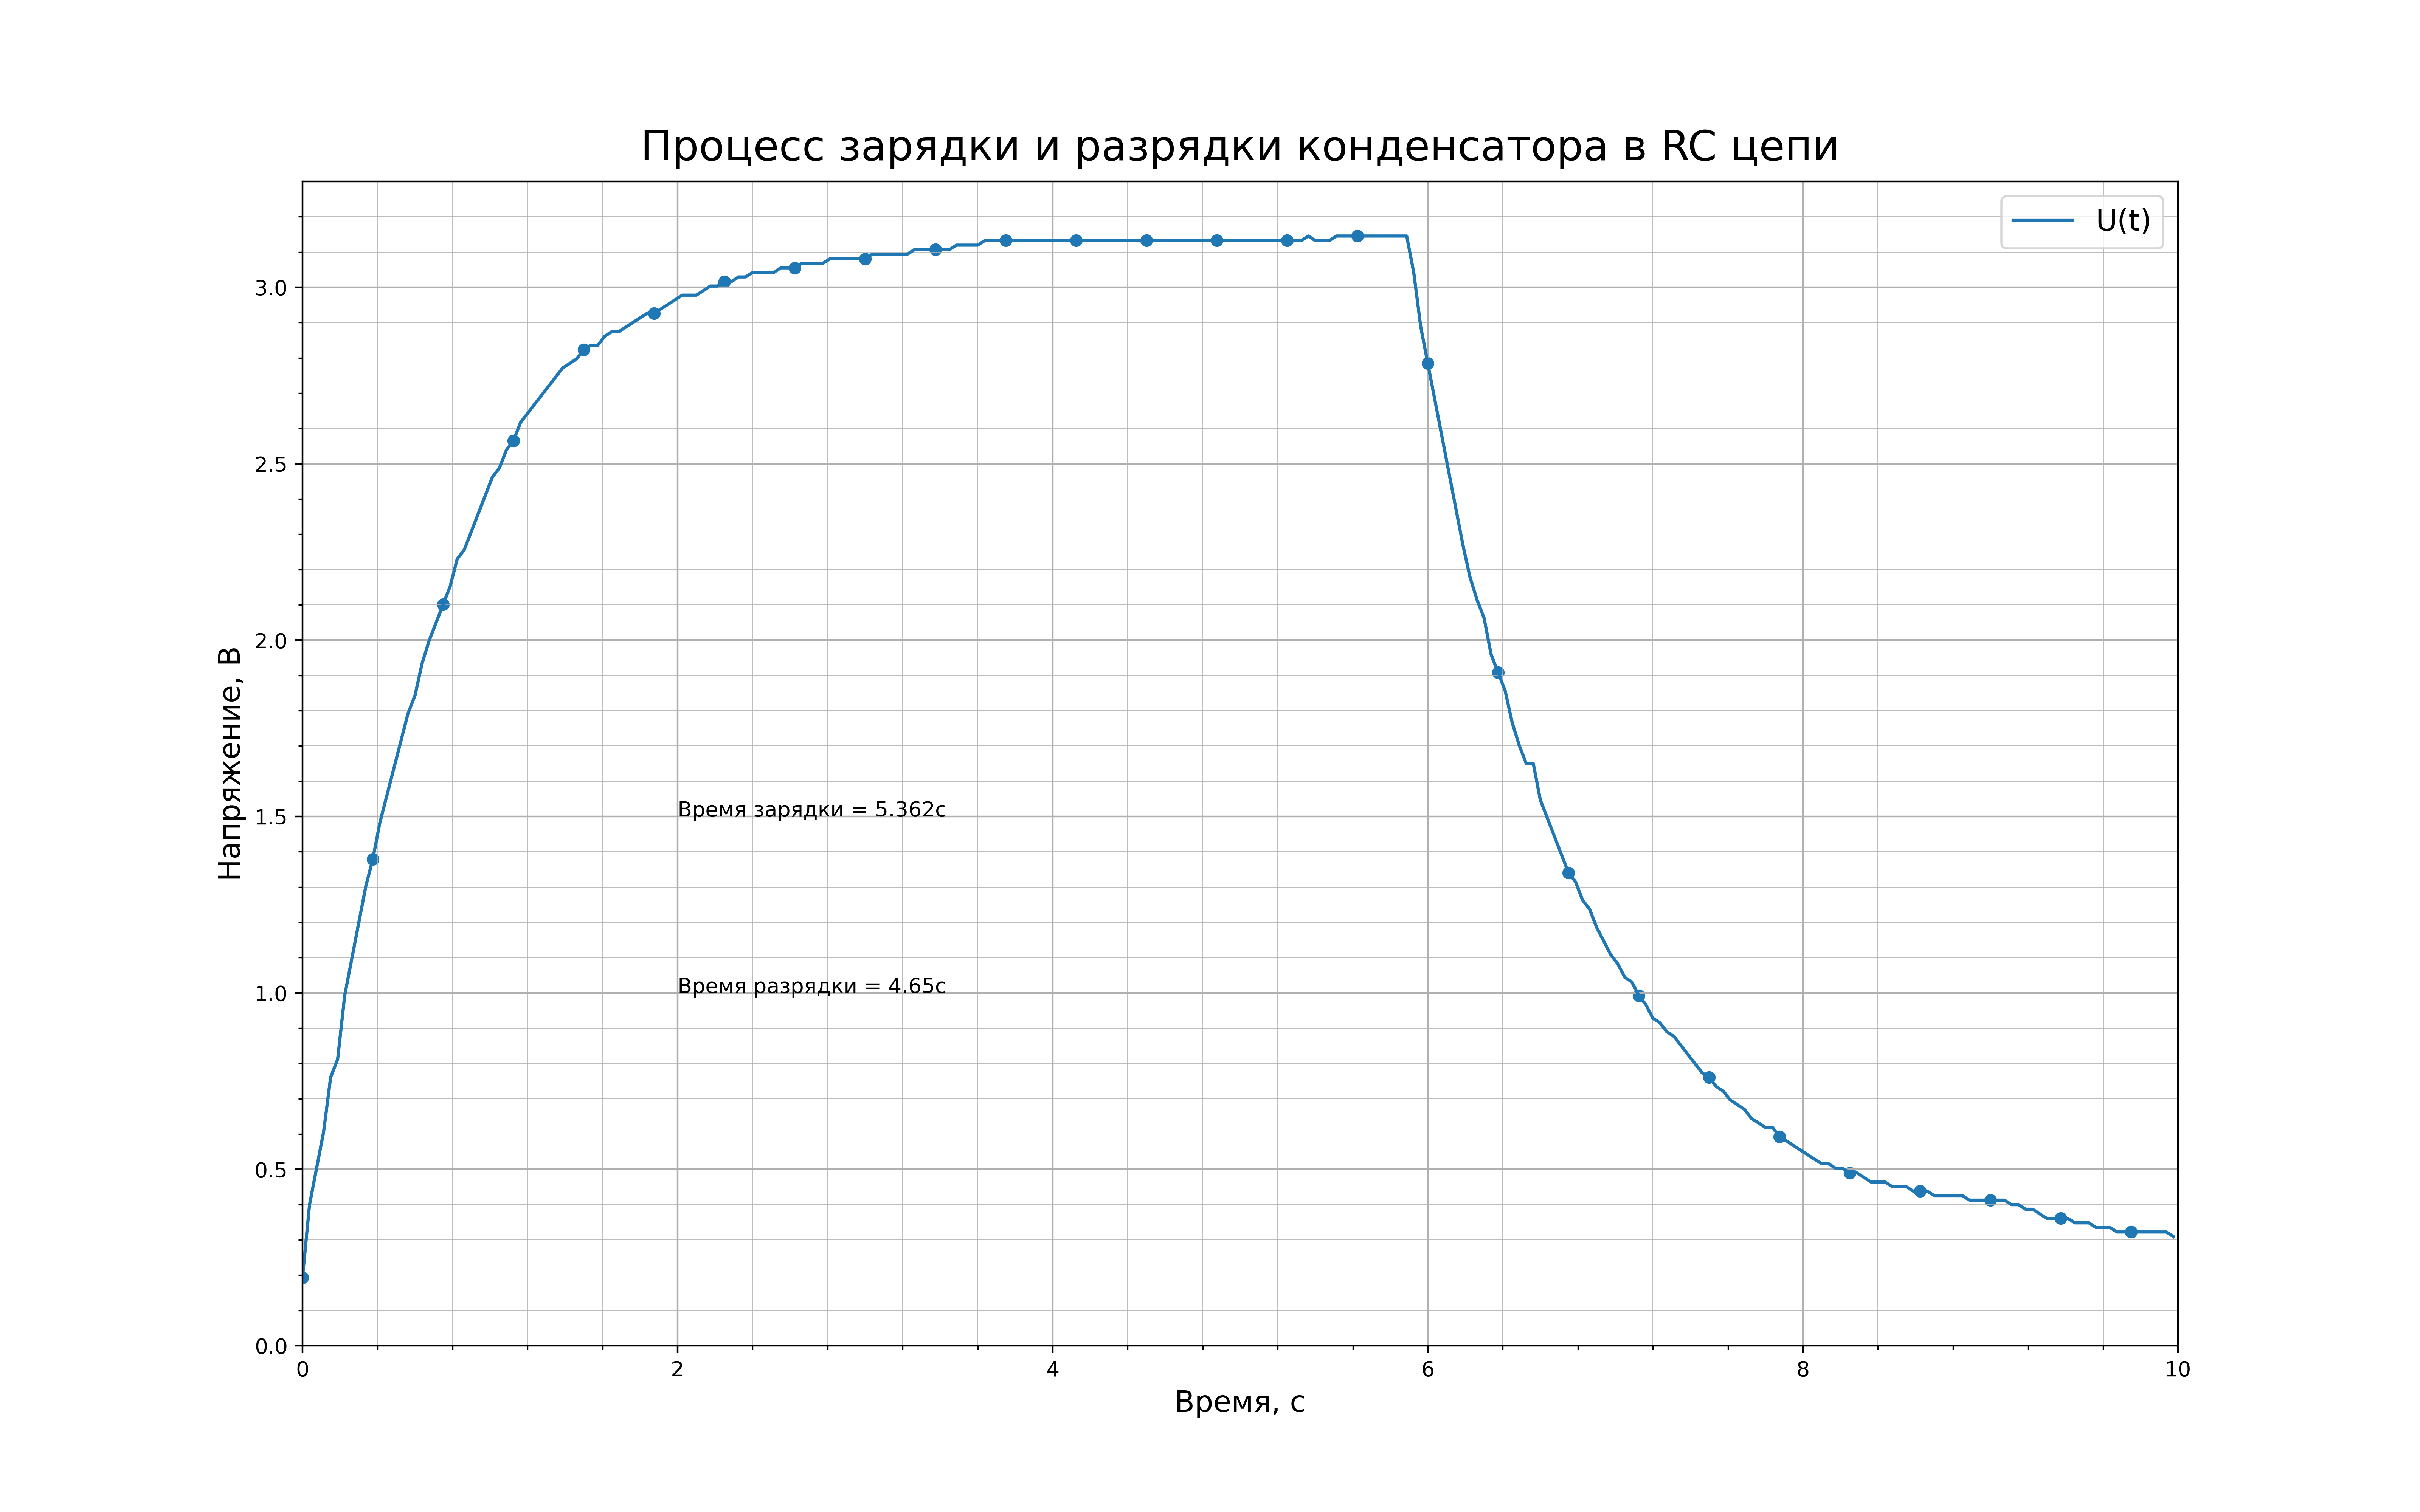 Процесс зарядки и разрядки конденсатора в RC цепи
U(t)
3.0
2.5
2.0
1.5
1.0
0.5
0.0
Напряжение, В
Время зарядки = 5.362с
Время разрядки = 4.65с
0 2 4 6 8 10
Время, с